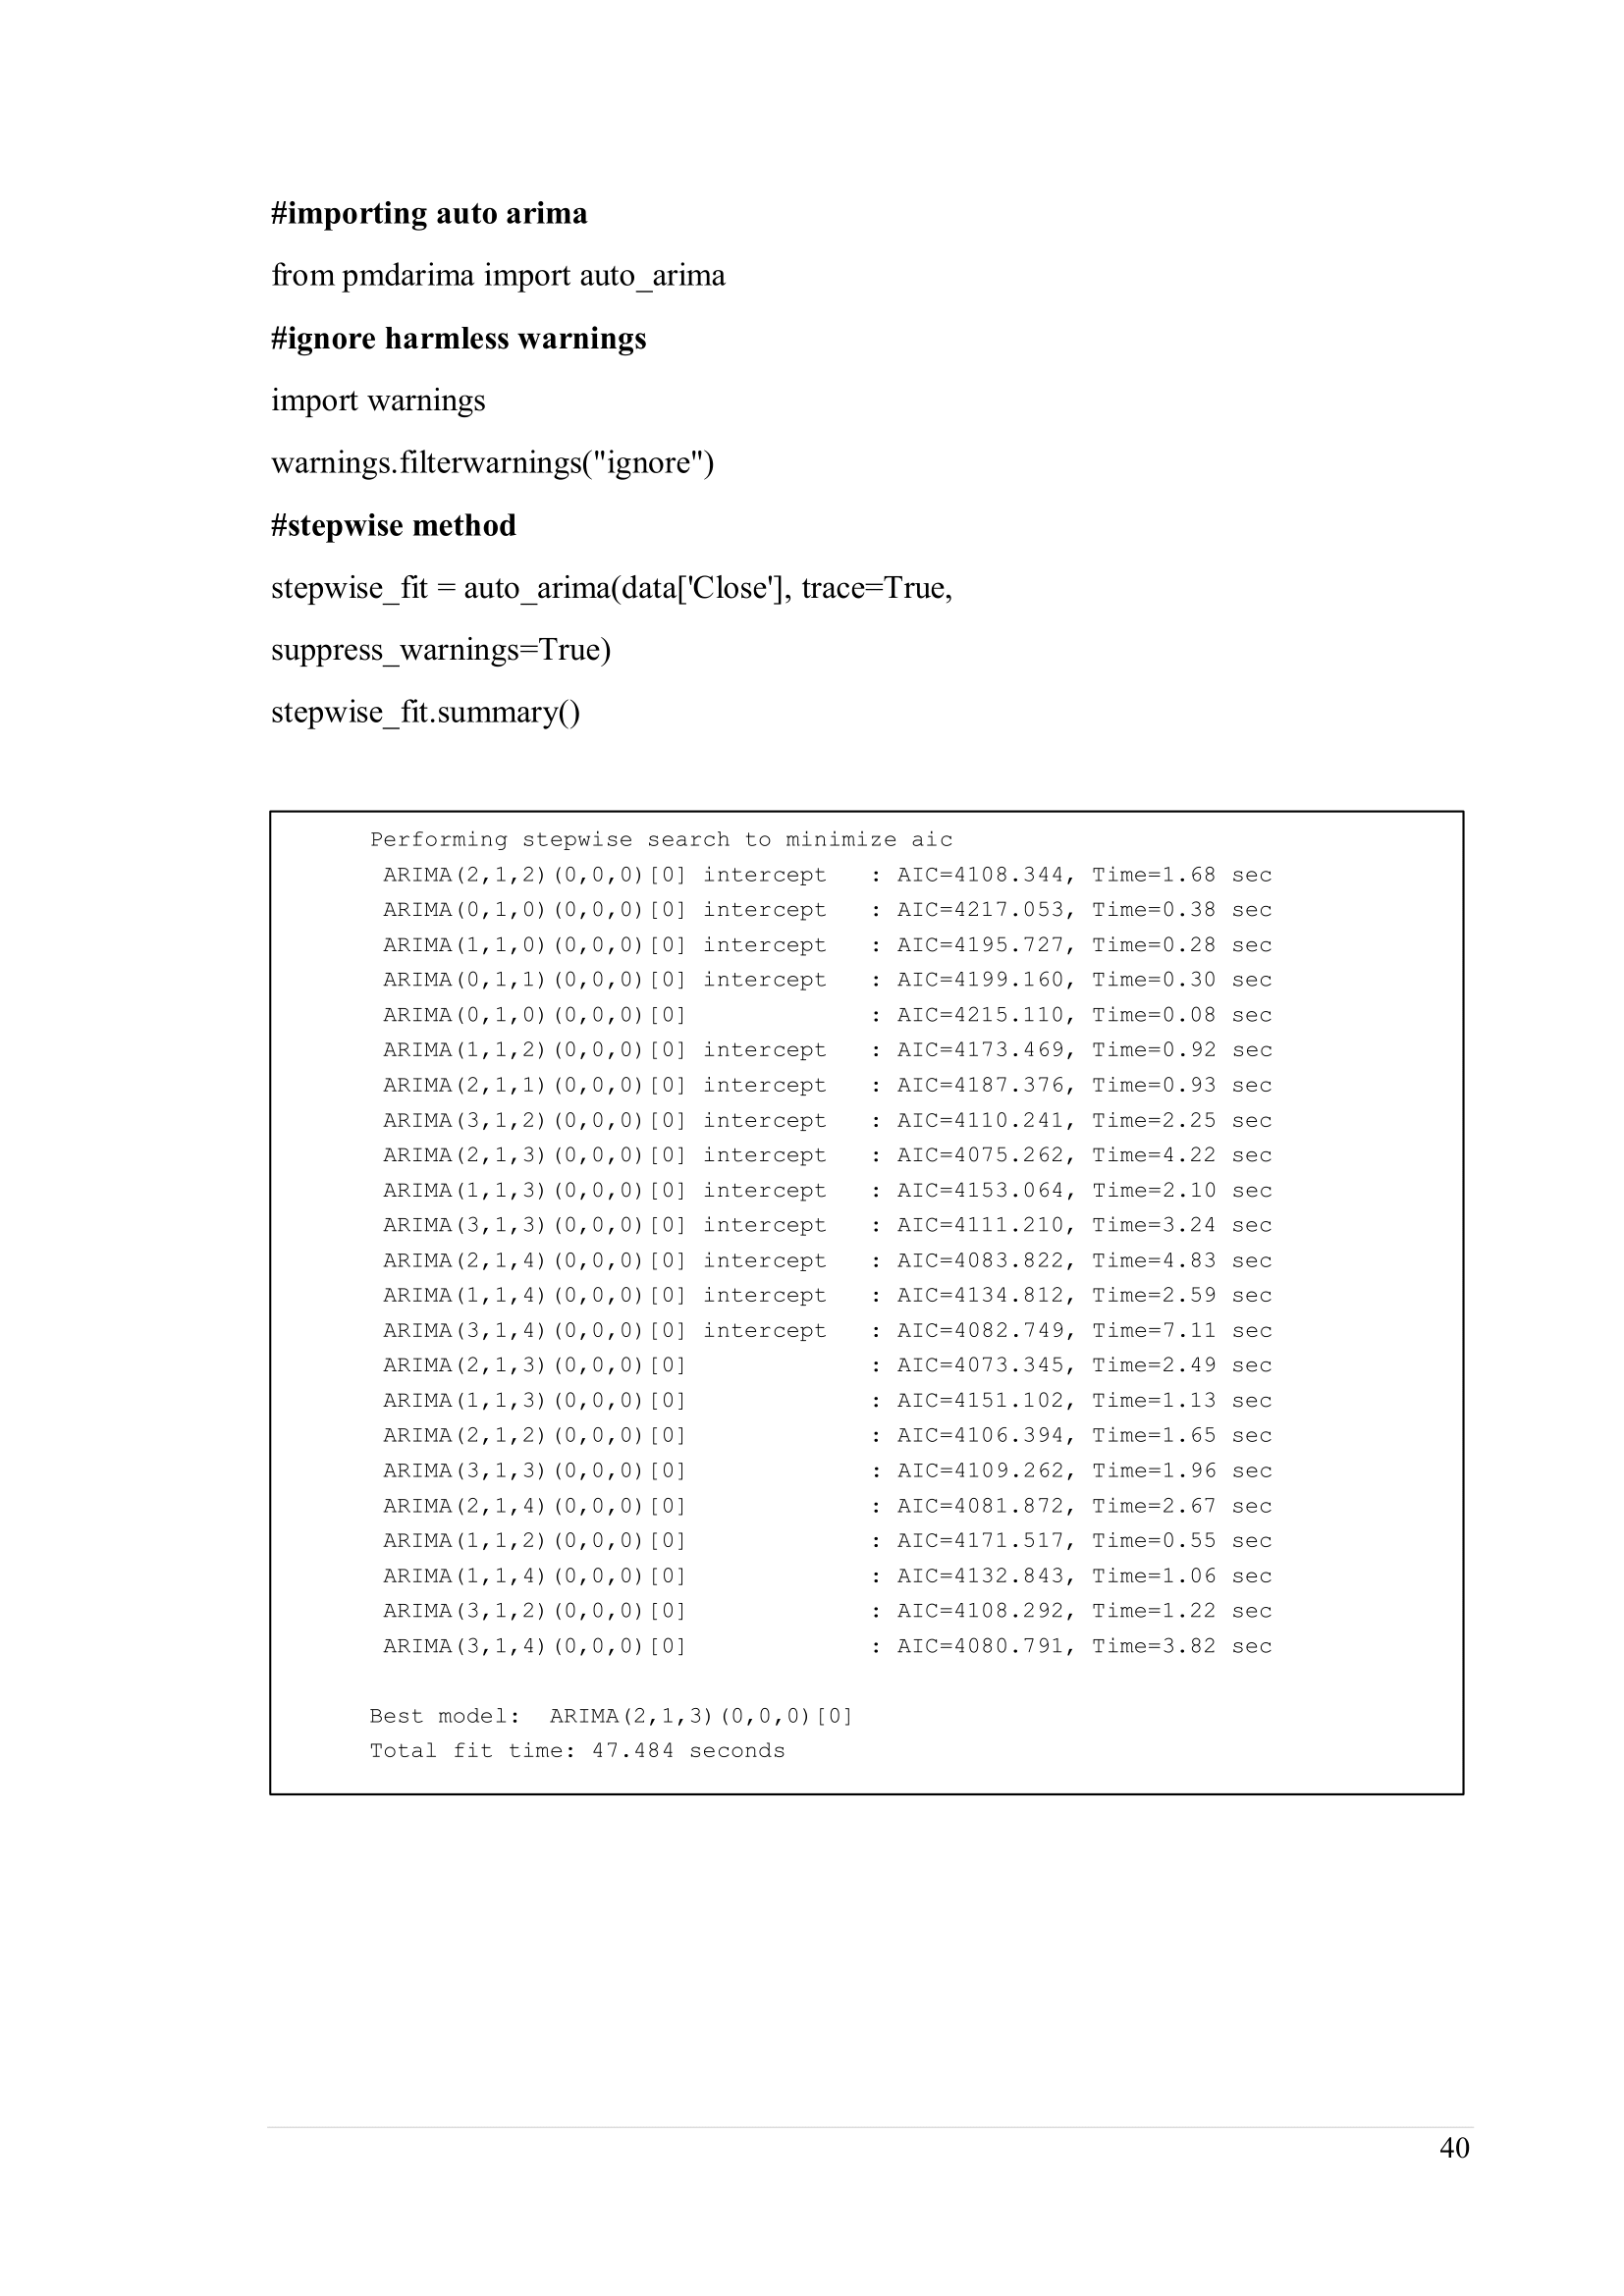 #importing auto arima
from pmdarima import auto_arima
#ignore harmless warnings
import warnings
warnings.filterwarnings("ignore")
#stepwise method
stepwise_fit = auto_arima(data['Close'], trace=True,
suppress_warnings=True)
stepwise_fit.summary()
Performing stepwise search to minimize aic
ARIMA(2,1,2)(0,0,0)[0] intercept   : AIC=4108.344, Time=1.68 sec
ARIMA(0,1,0)(0,0,0)[0] intercept   : AIC=4217.053, Time=0.38 sec
ARIMA(1,1,0)(0,0,0)[0] intercept   : AIC=4195.727, Time=0.28 sec
ARIMA(0,1,1)(0,0,0)[0] intercept   : AIC=4199.160, Time=0.30 sec
ARIMA(0,1,0)(0,0,0)[0]             : AIC=4215.110, Time=0.08 sec
ARIMA(1,1,2)(0,0,0)[0] intercept   : AIC=4173.469, Time=0.92 sec
ARIMA(2,1,1)(0,0,0)[0] intercept   : AIC=4187.376, Time=0.93 sec
ARIMA(3,1,2)(0,0,0)[0] intercept   : AIC=4110.241, Time=2.25 sec
ARIMA(2,1,3)(0,0,0)[0] intercept   : AIC=4075.262, Time=4.22 sec
ARIMA(1,1,3)(0,0,0)[0] intercept   : AIC=4153.064, Time=2.10 sec
ARIMA(3,1,3)(0,0,0)[0] intercept   : AIC=4111.210, Time=3.24 sec
ARIMA(2,1,4)(0,0,0)[0] intercept   : AIC=4083.822, Time=4.83 sec
ARIMA(1,1,4)(0,0,0)[0] intercept   : AIC=4134.812, Time=2.59 sec
ARIMA(3,1,4)(0,0,0)[0] intercept   : AIC=4082.749, Time=7.11 sec
ARIMA(2,1,3)(0,0,0)[0]             : AIC=4073.345, Time=2.49 sec
ARIMA(1,1,3)(0,0,0)[0]             : AIC=4151.102, Time=1.13 sec
ARIMA(2,1,2)(0,0,0)[0]             : AIC=4106.394, Time=1.65 sec
ARIMA(3,1,3)(0,0,0)[0]             : AIC=4109.262, Time=1.96 sec
ARIMA(2,1,4)(0,0,0)[0]             : AIC=4081.872, Time=2.67 sec
ARIMA(1,1,2)(0,0,0)[0]             : AIC=4171.517, Time=0.55 sec
ARIMA(1,1,4)(0,0,0)[0]             : AIC=4132.843, Time=1.06 sec
ARIMA(3,1,2)(0,0,0)[0]             : AIC=4108.292, Time=1.22 sec
ARIMA(3,1,4)(0,0,0)[0]             : AIC=4080.791, Time=3.82 sec
Best model:  ARIMA(2,1,3)(0,0,0)[0]
Total fit time: 47.484 seconds
40